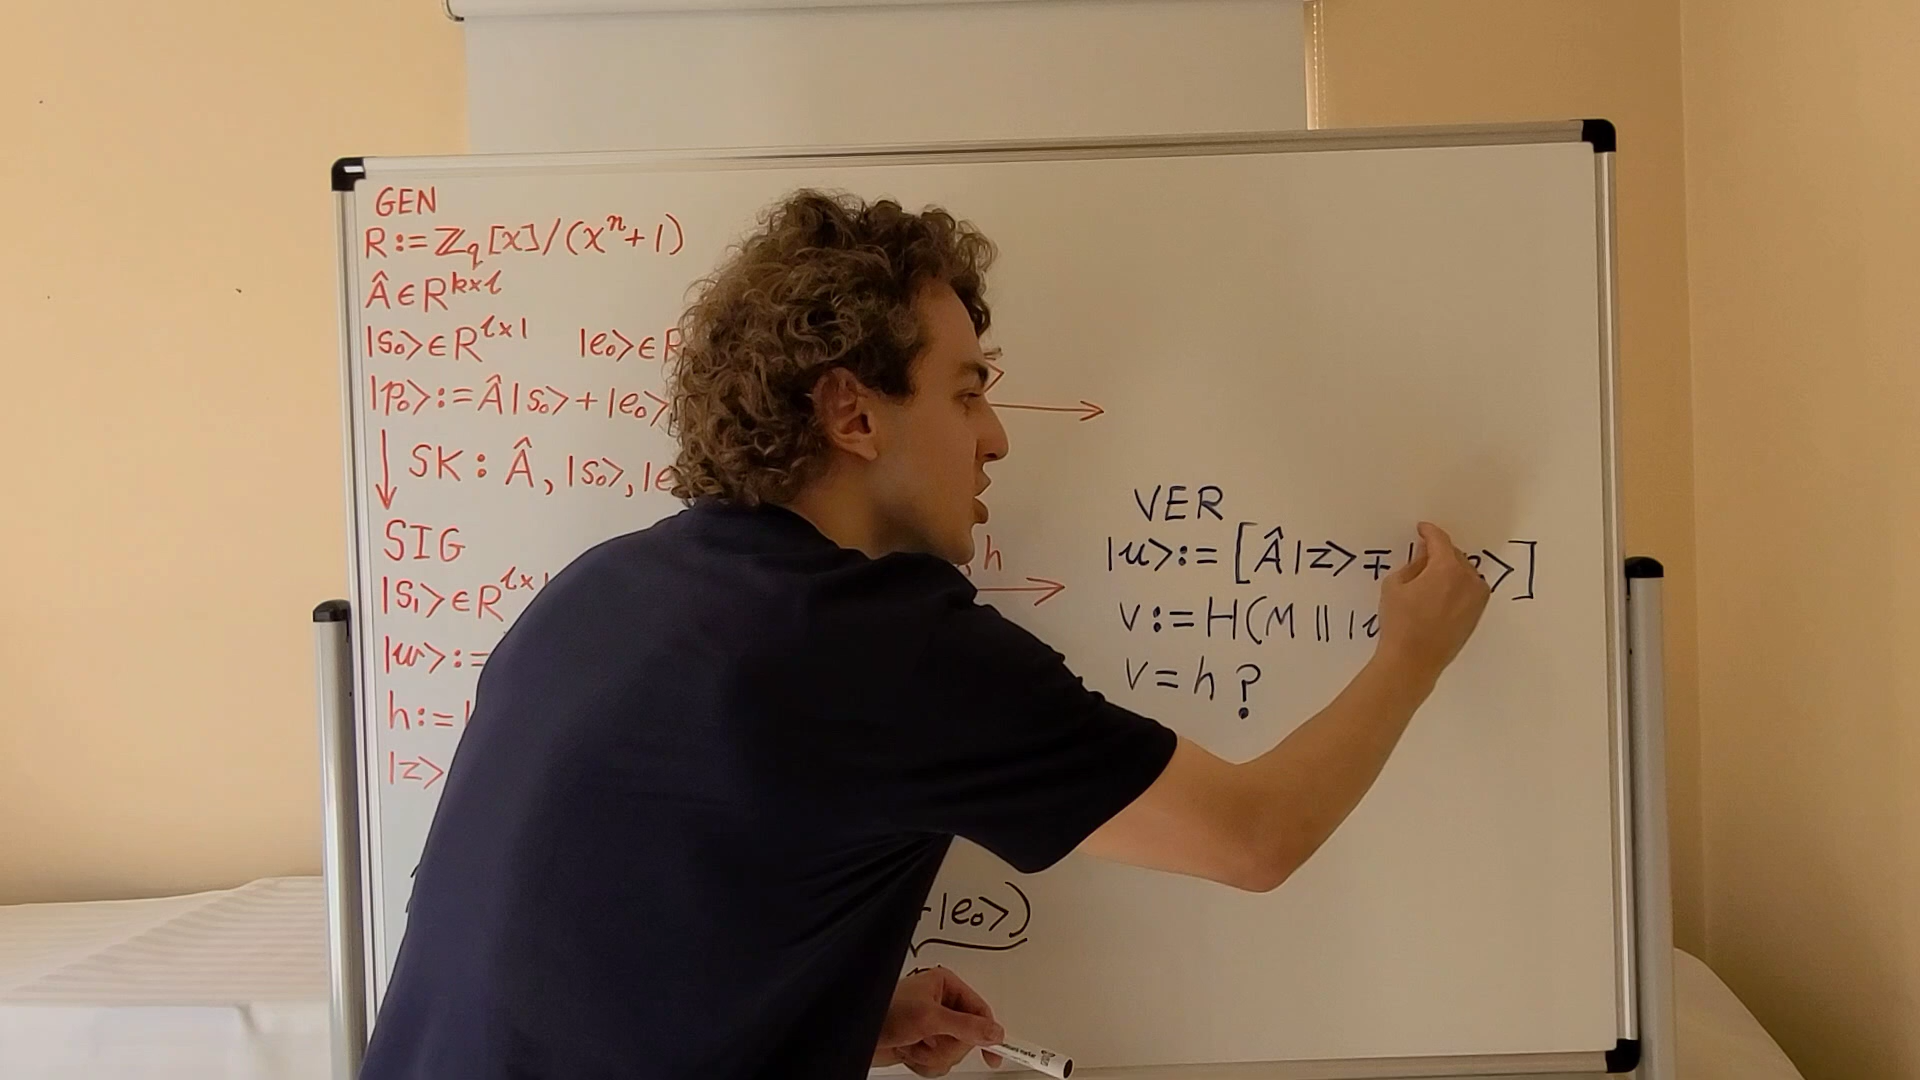 GEN
R:=ℤq[x]/(xⁿ+1)
Â∈R^{k×l}
|s₀⟩∈R^{l×1} |e₀⟩∈R
|p₀⟩:=Â|s₀⟩+|e₀⟩
SK: Â, |s₀⟩, |e
SIG
|s₁⟩∈R^{l×1}
|w⟩:=
h:=
|z⟩
h
VER
|u⟩:=[Â|z⟩∓| ⟩]
v:=H(M || |u
v=h?
+|e₀⟩)